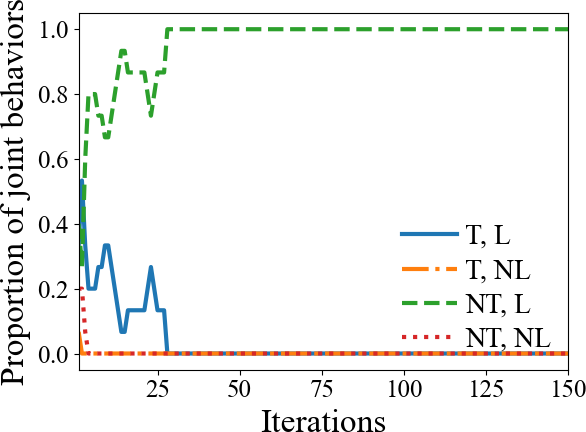 Proportion of joint behaviors
1.0
0.8
0.6
0.4
0.2
0.0
T, L
T, NL
NT, L
NT, NL
25 50 75 100 125 150
Iterations